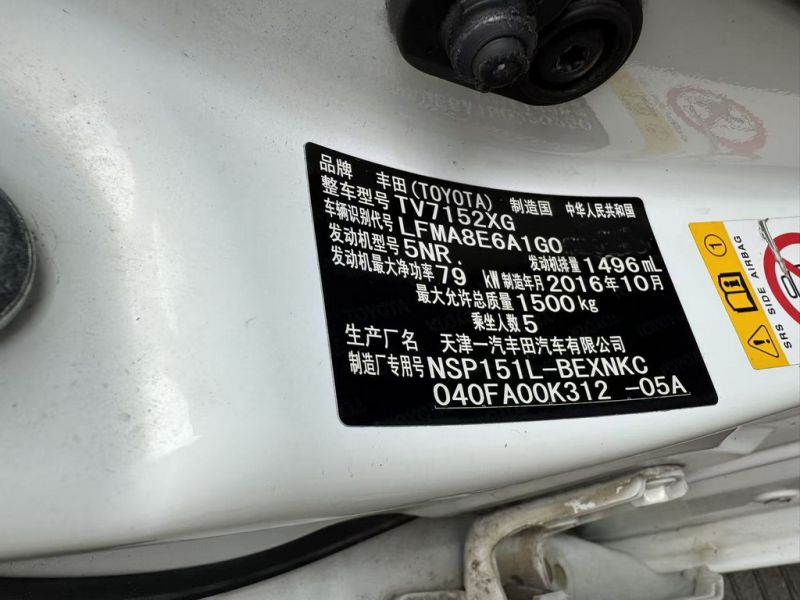 品牌 丰田(TOYOTA) 制造国 中华人民共和国
整车型号 TV7152XG
车辆识别代号 LFMA8E6A1G0
发动机型号 5NR. 发动机排量 1496mL
发动机最大净功率 79 kW 制造年月 2016年10月
最大允许总质量 1500kg
乘坐人数 5
生产厂名 天津一汽丰田汽车有限公司
制造厂专用号 NSP151L-BEXNKC
040FA00K312 -05A
SRS SIDE AIRBAG